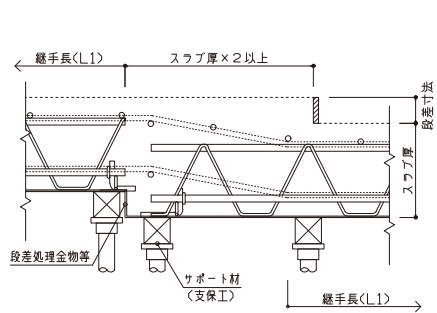 継手長(L1)
スラブ厚×2以上
段差寸法
スラブ厚
段差処理金物等
サポート材
(支保工)
継手長(L1)